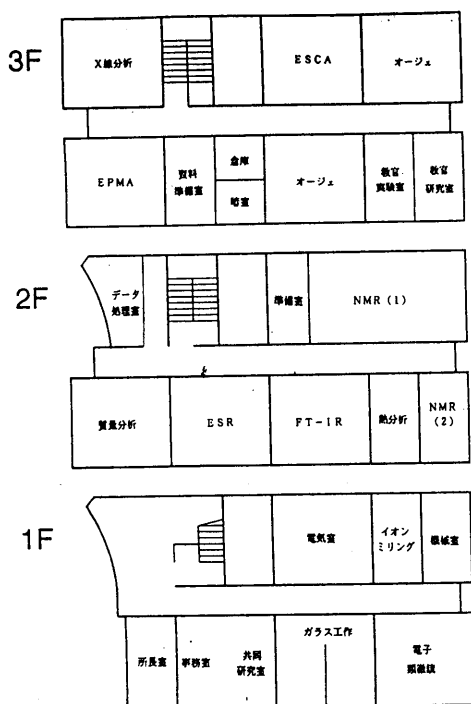 3F
X線分析
ESCA
オージェ
EPMA
資料
準備室
倉庫
暗室
オージェ
教官
実験室
教官
研究室
2F
データ
処理室
準備室
NMR(1)
質量分析
ESR
FT-IR
熱分析
NMR
(2)
1F
電気室
イオン
ミリング
機械室
所長室
事務室
共同
研究室
ガラス工作
電子
顕微鏡